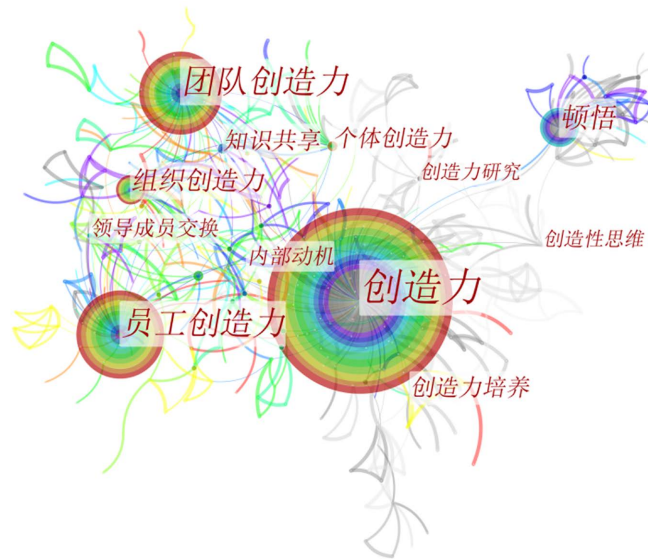 团队创造力
顿悟
知识共享
个体创造力
组织创造力
创造力研究
领导成员交换
创造性思维
内部动机
创造力
员工创造力
创造力培养